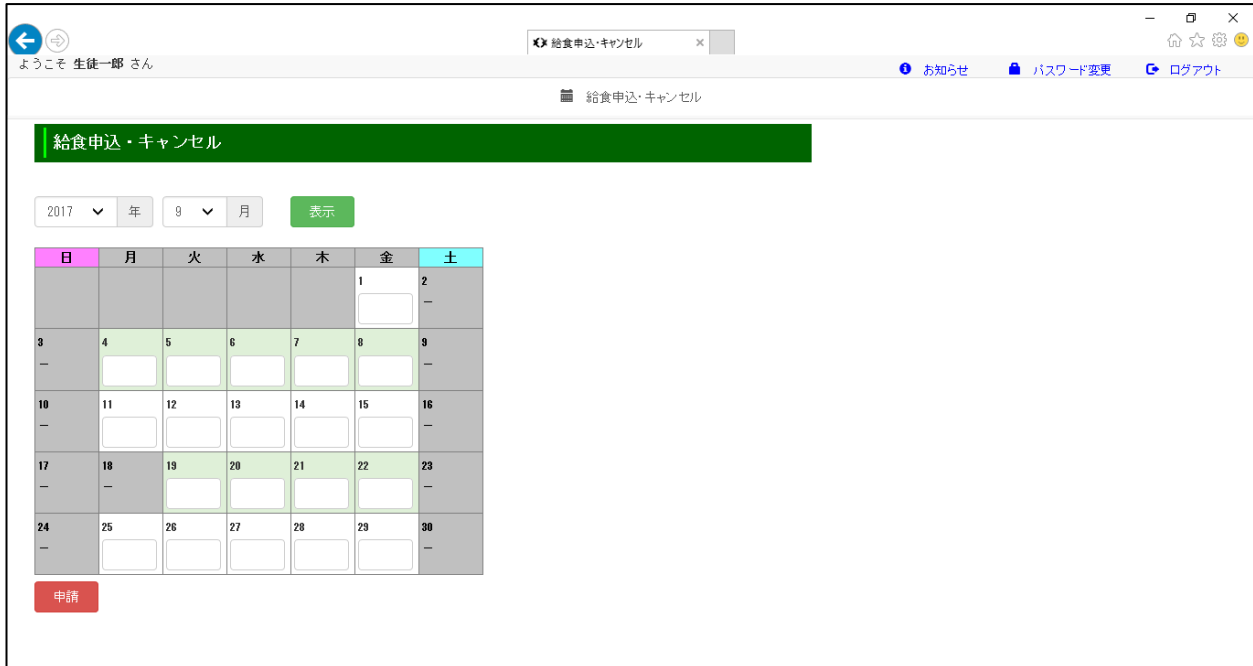 給食申込・キャンセル
ようこそ 生徒一郎 さん
お知らせ パスワード変更 ログアウト
給食申込・キャンセル
給食申込・キャンセル
2017 年 9 月 表示
日 月 火 水 木 金 土
1 2
—
3 4 5 6 7 8 9
— —
10 11 12 13 14 15 16
— —
17 18 19 20 21 22 23
— — —
24 25 26 27 28 29 30
— —
申請